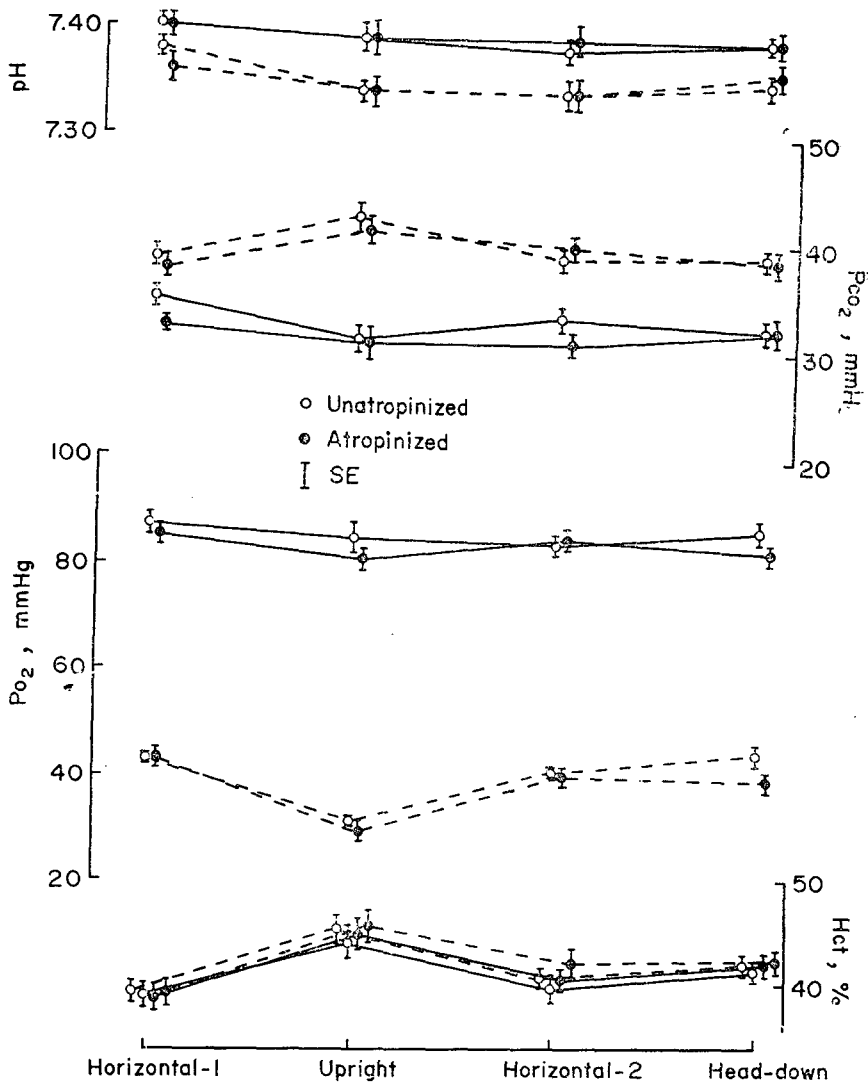 7.40
pH
7.30
50
40
30
20
Pco2, mmH.
○ Unatropinized
● Atropinized
I SE
100
80
60
40
20
Po2, mmHg
50
40
Hct, %
Horizontal-1 Upright Horizontal-2 Head-down